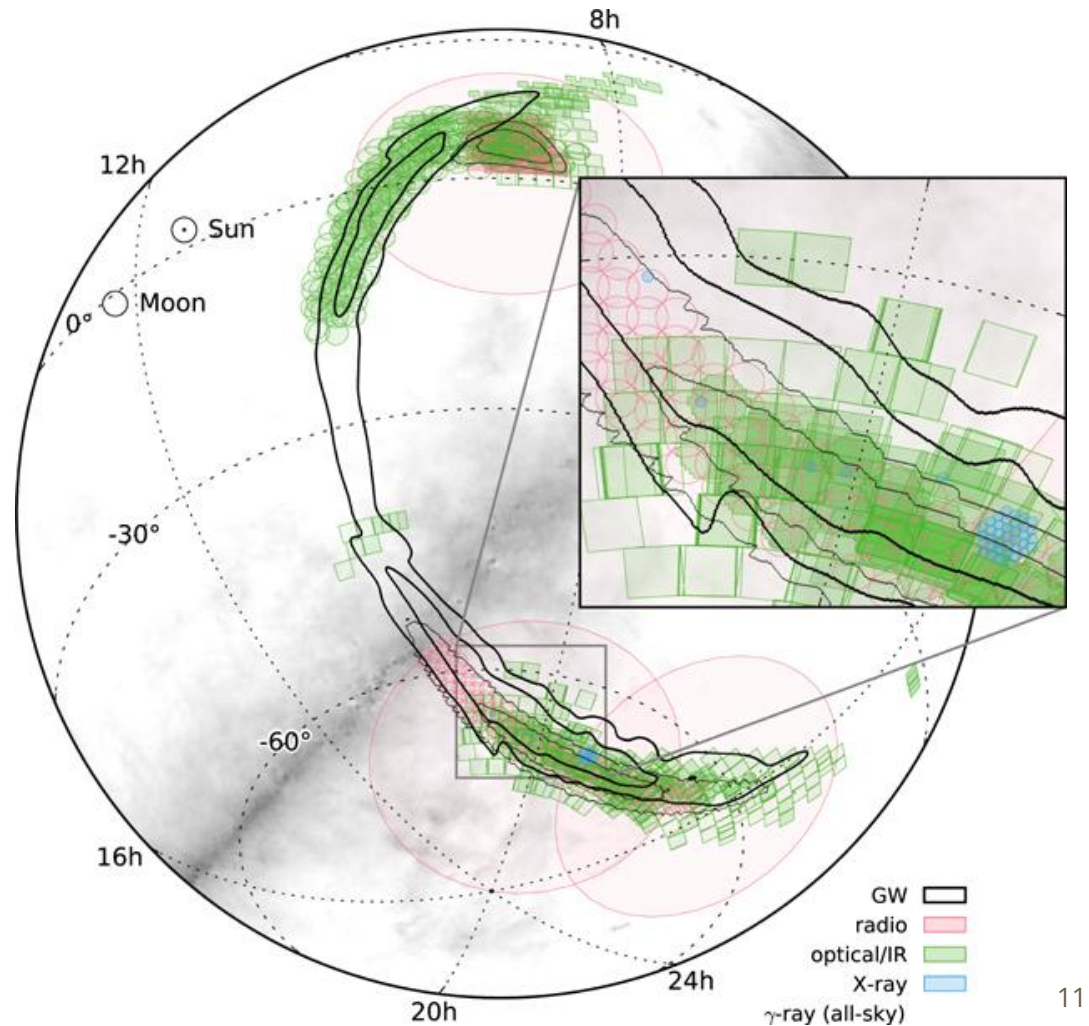 8h
12h
Sun
Moon
0°
-30°
-60°
16h
GW
radio
optical/IR
X-ray
24h
20h
γ-ray (all-sky)
11